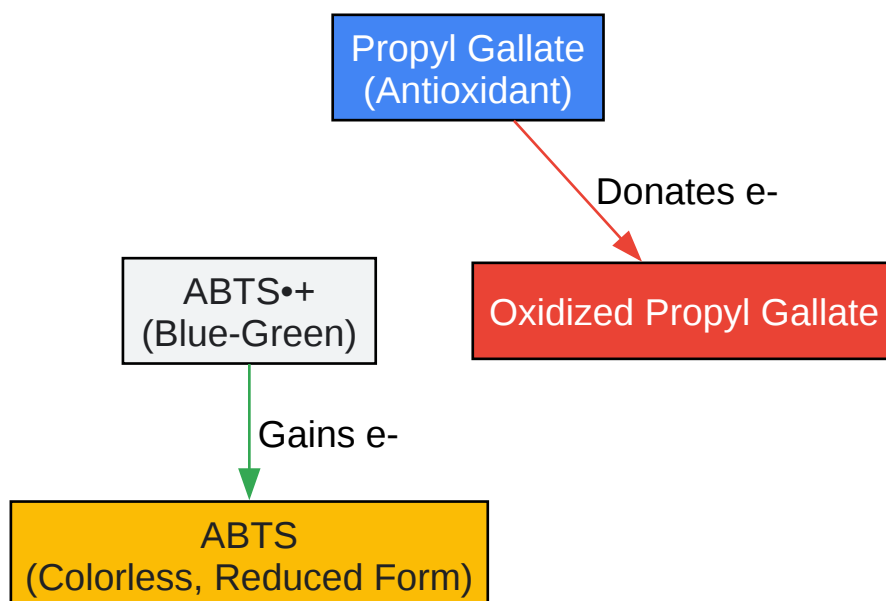 Propyl Gallate
(Antioxidant)
Donates e-
ABTS•+
(Blue-Green)
Oxidized Propyl Gallate
Gains e-
ABTS
(Colorless, Reduced Form)